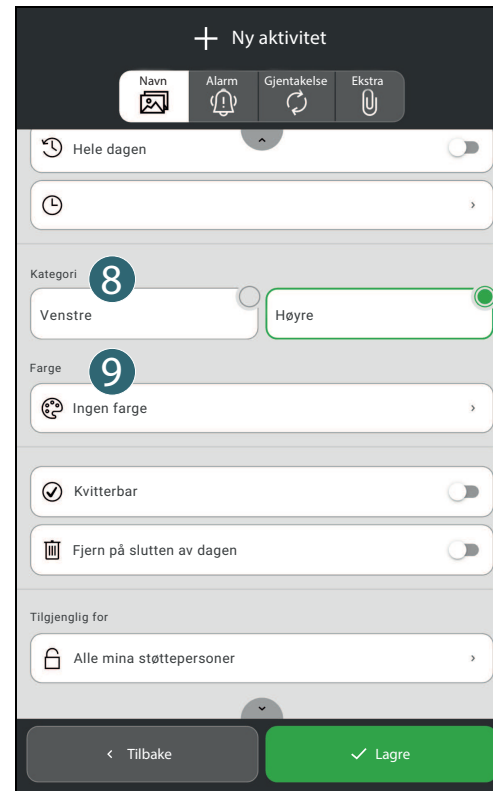 Ny aktivitet
Navn
Alarm
Gjentakelse
Ekstra
Hele dagen
Kategori
8
Venstre
Høyre
Farge
9
Ingen farge
Kvitterbar
Fjern på slutten av dagen
Tilgjenglig for
Alle mina støttepersoner
Tilbake
Lagre